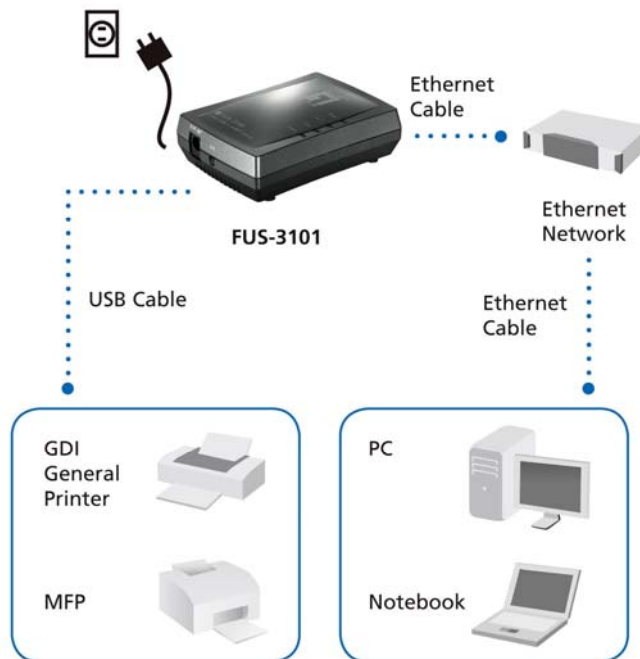 Ethernet
Cable
FUS-3101
Ethernet
Network
USB Cable
Ethernet
Cable
GDI
General
Printer
PC
MFP
Notebook